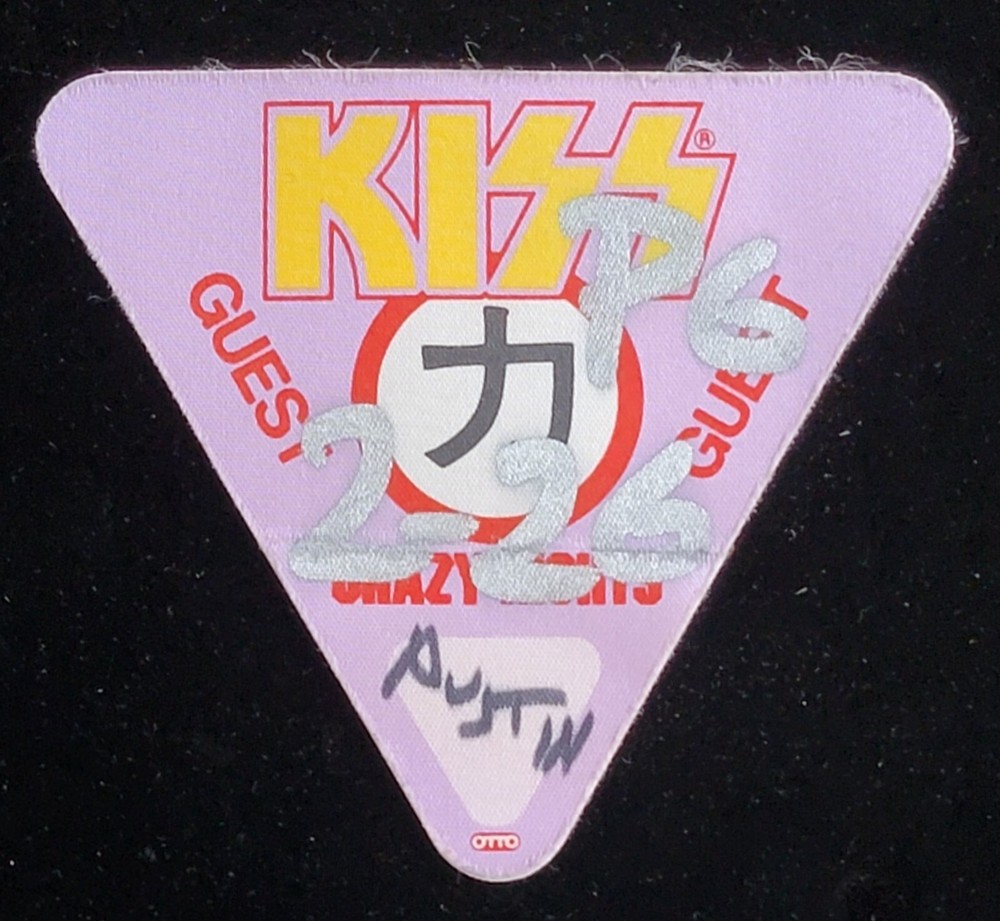 KISS®
P6
GUEST
GUEST
力
2-26
CRAZY NIGHTS
AUSTIN
OTTO